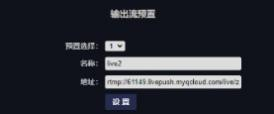 输出流预置
预置选择: 1
名称: live2
地址: rtmp://61149.livepush.myqcloud.com/live/z
设置